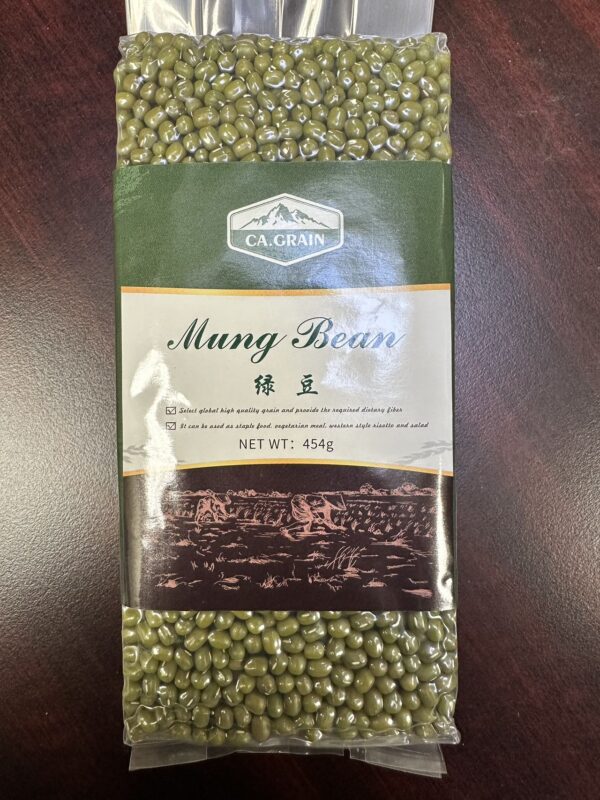 CA.GRAIN
Mung Bean
绿豆
Select global high quality grain and provide the required dietary fiber
It can be used as staple food, vegetarian meal, western style risotto and salad
NET WT: 454g